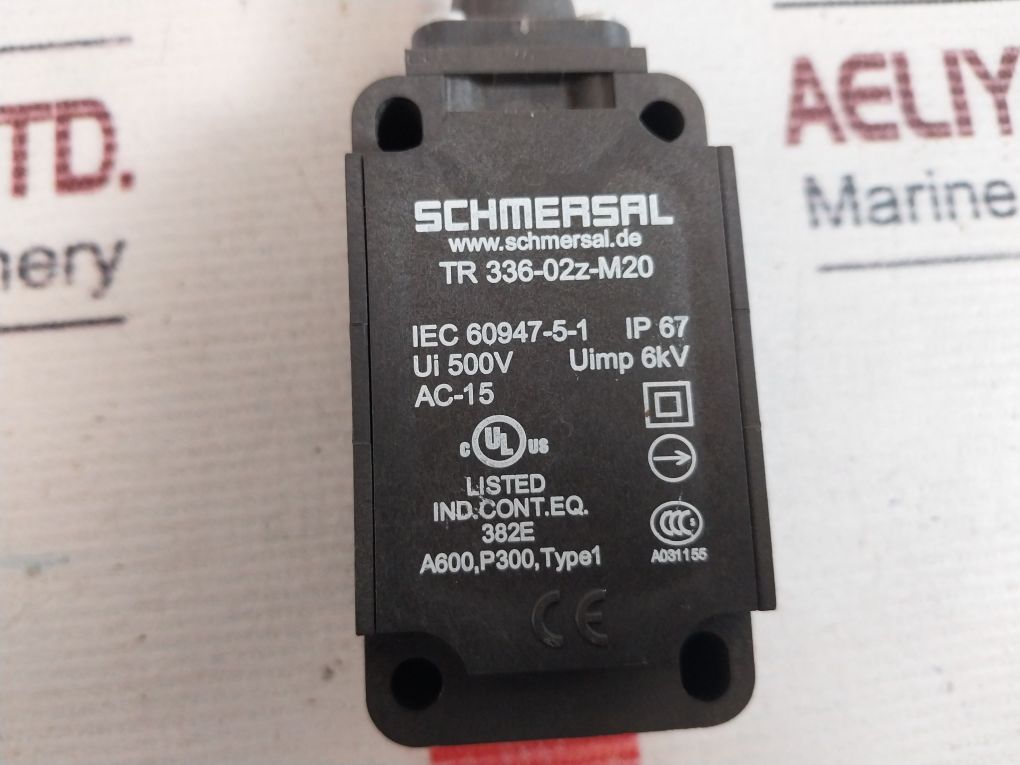 SCHMERSAL
www.schmersal.de
TR 336-02z-M20
IEC 60947-5-1 IP 67
Ui 500V Uimp 6kV
AC-15
c UL US
LISTED
IND.CONT.EQ.
382E
A600,P300,Type1
CCC
A031155
CE
TD.
nery
AELIY
Marine